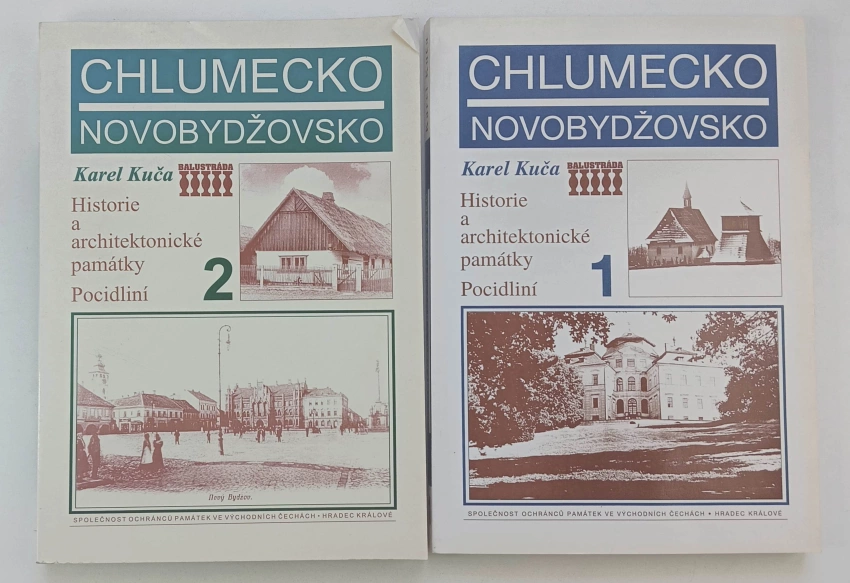 CHLUMECKO
NOVOBYDŽOVSKO
Karel Kuča
BALUSTRÁDA
Historie
a
architektonické
památky
Pocidliní
2
Nový Bydžov.
SPOLEČNOST OCHRÁNCŮ PAMÁTEK VE VÝCHODNÍCH ČECHÁCH • HRADEC KRÁLOVÉ
CHLUMECKO
NOVOBYDŽOVSKO
Karel Kuča
BALUSTRÁDA
Historie
a
architektonické
památky
Pocidliní
1
SPOLEČNOST OCHRÁNCŮ PAMÁTEK VE VÝCHODNÍCH ČECHÁCH • HRADEC KRÁLOVÉ